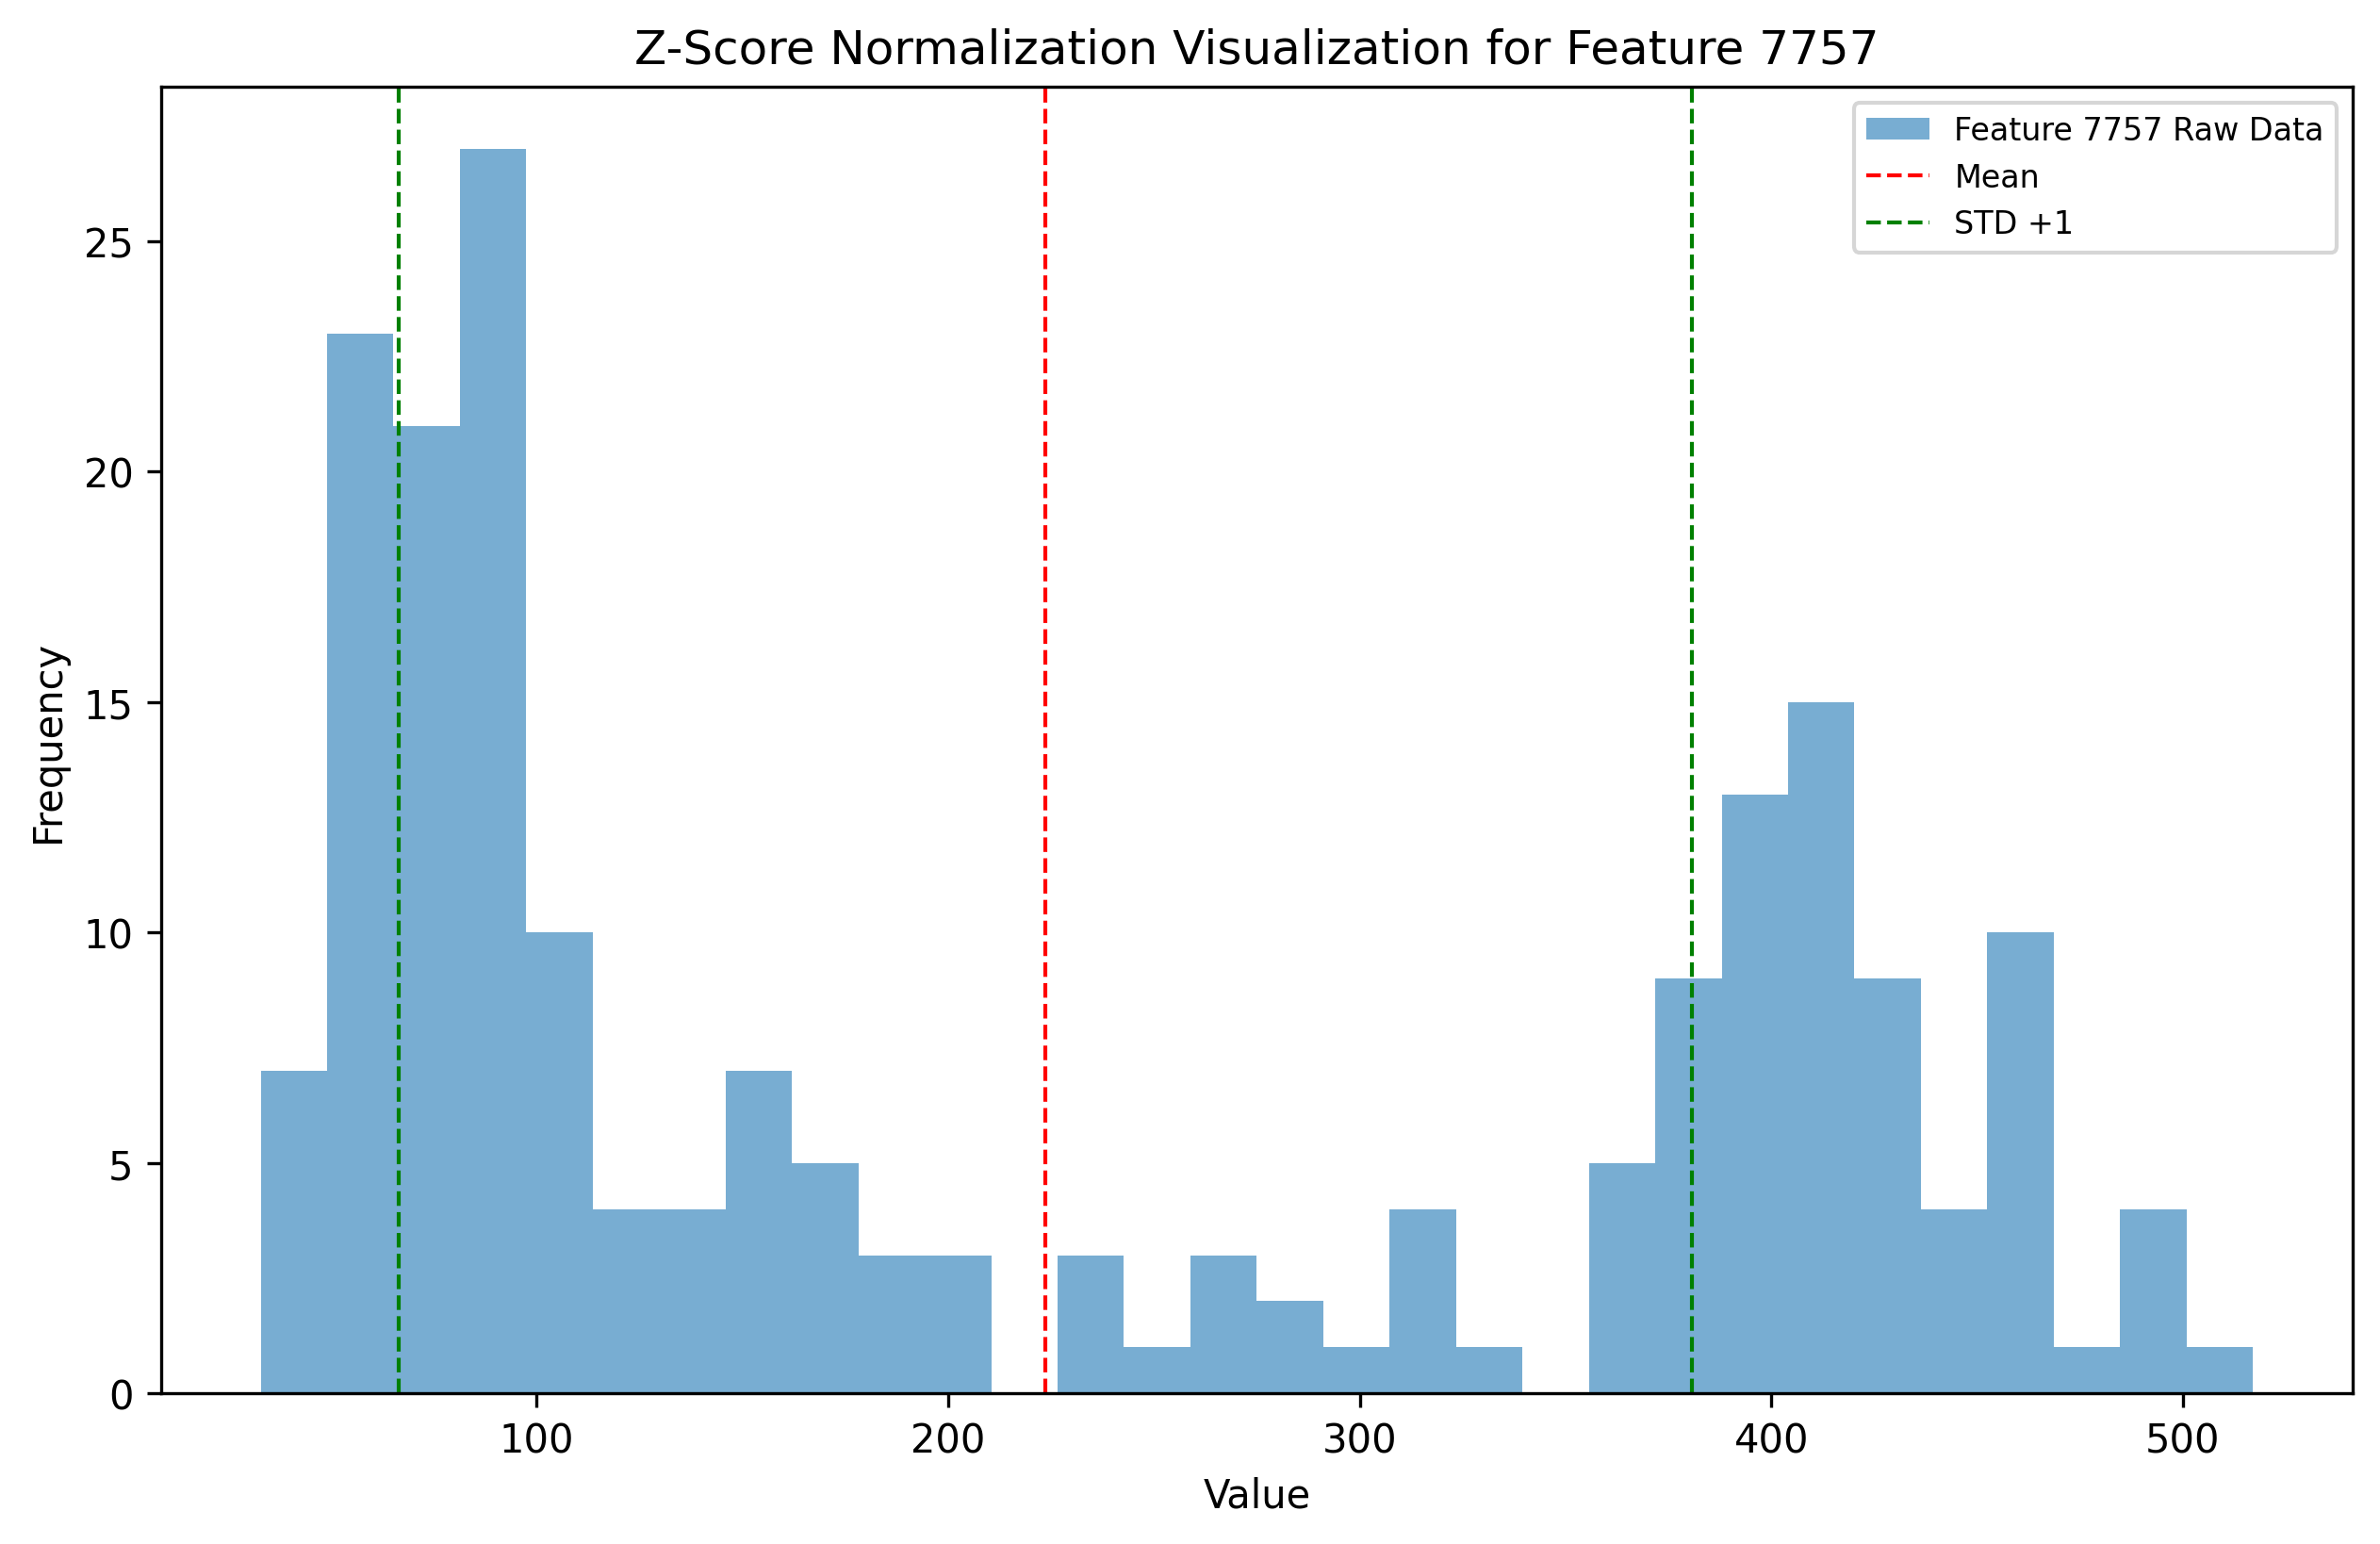 Z-Score Normalization Visualization for Feature 7757
Feature 7757 Raw Data
Mean
STD +1
25
20
15
10
5
0
Frequency
100 200 300 400 500
Value